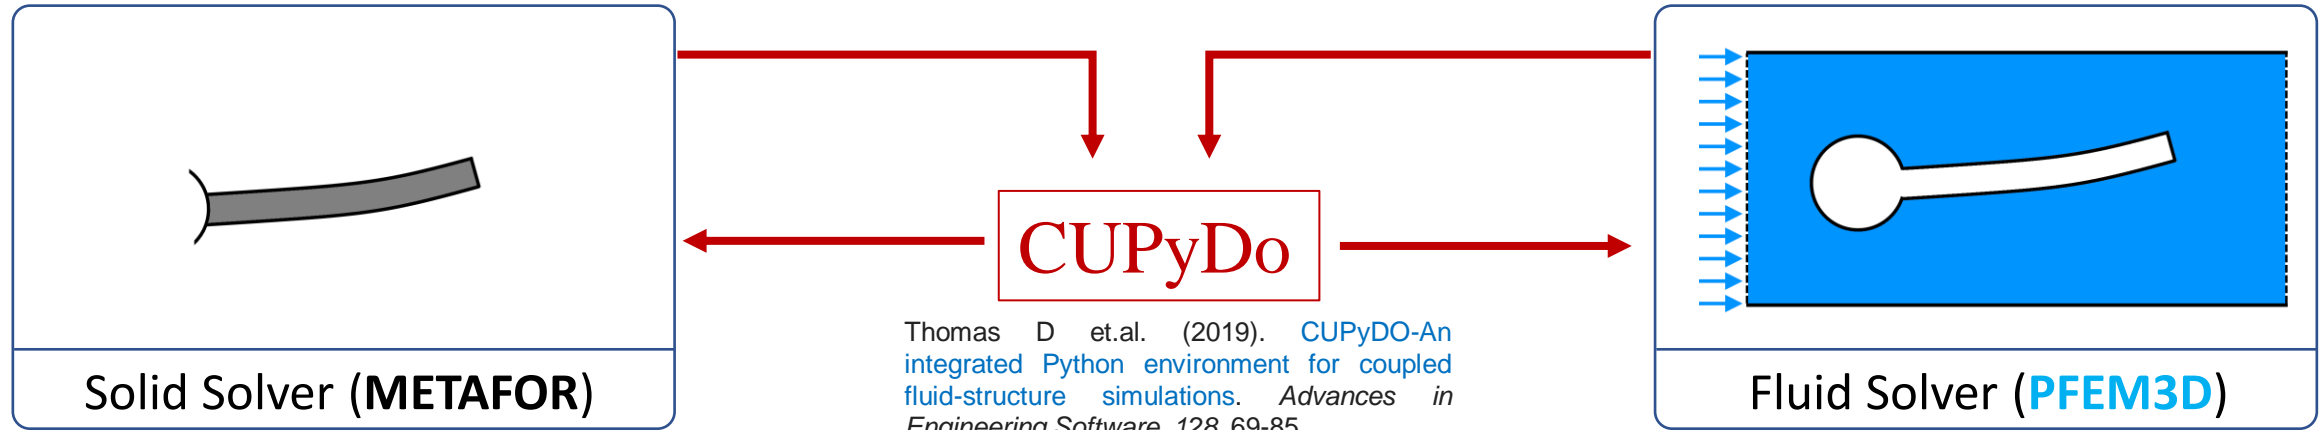 CUPyDo
Thomas D et.al. (2019). CUPyDO-An
integrated Python environment for coupled
fluid-structure simulations. Advances in
Engineering Software, 128, 69-85.
Solid Solver (METAFOR)
Fluid Solver (PFEM3D)